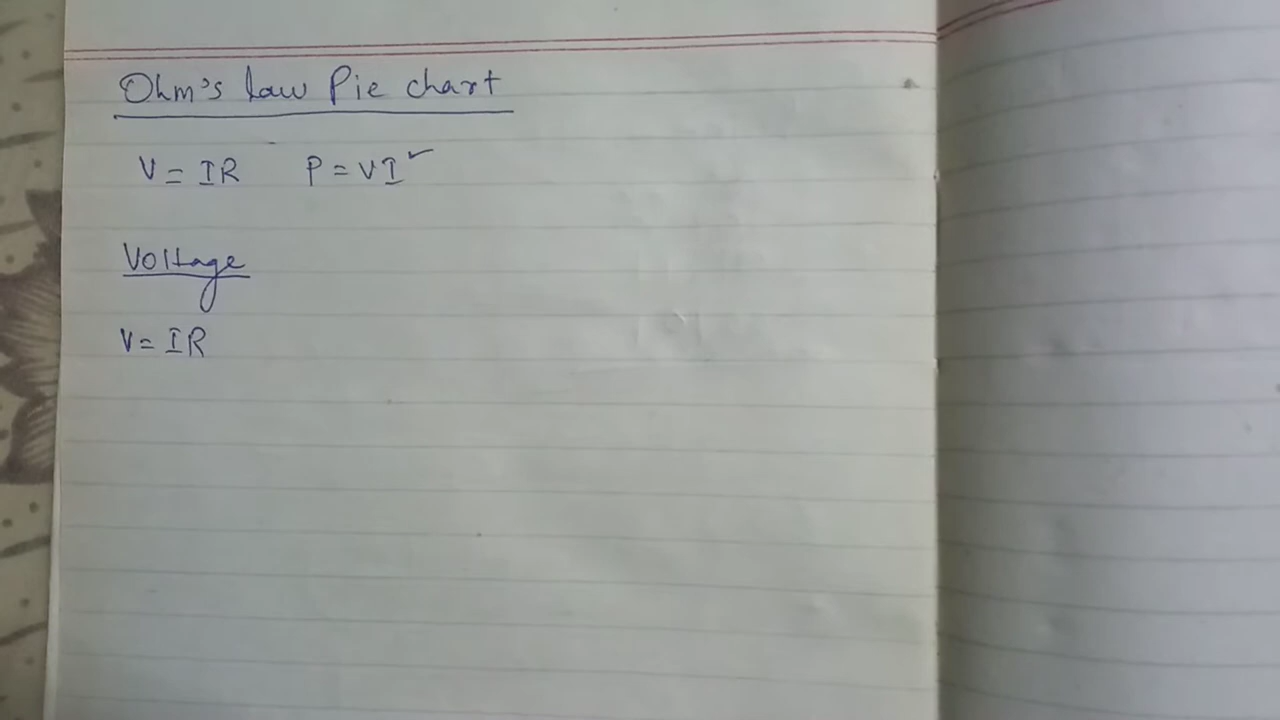 Ohm's law Pie chart
V = IR P = VI ✓
Voltage
V = IR